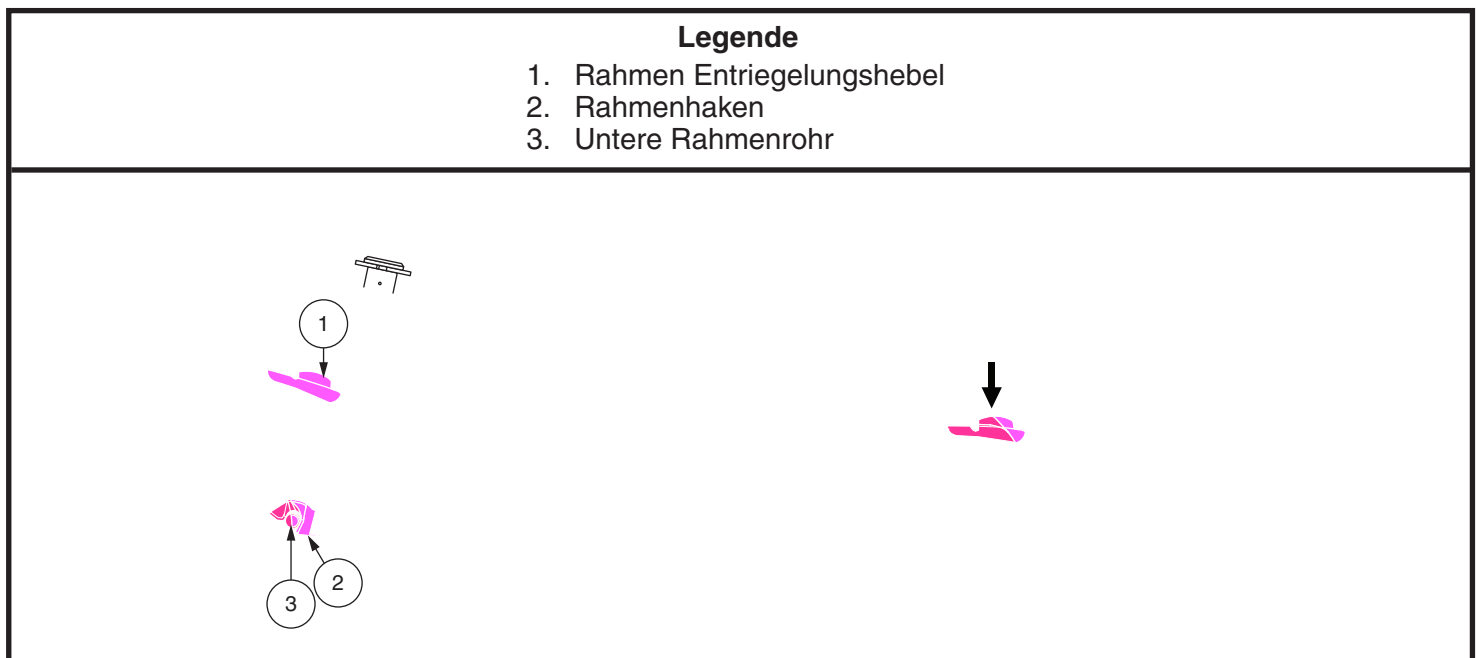 Legende
1. Rahmen Entriegelungshebel
2. Rahmenhaken
3. Untere Rahmenrohr
1
2
3